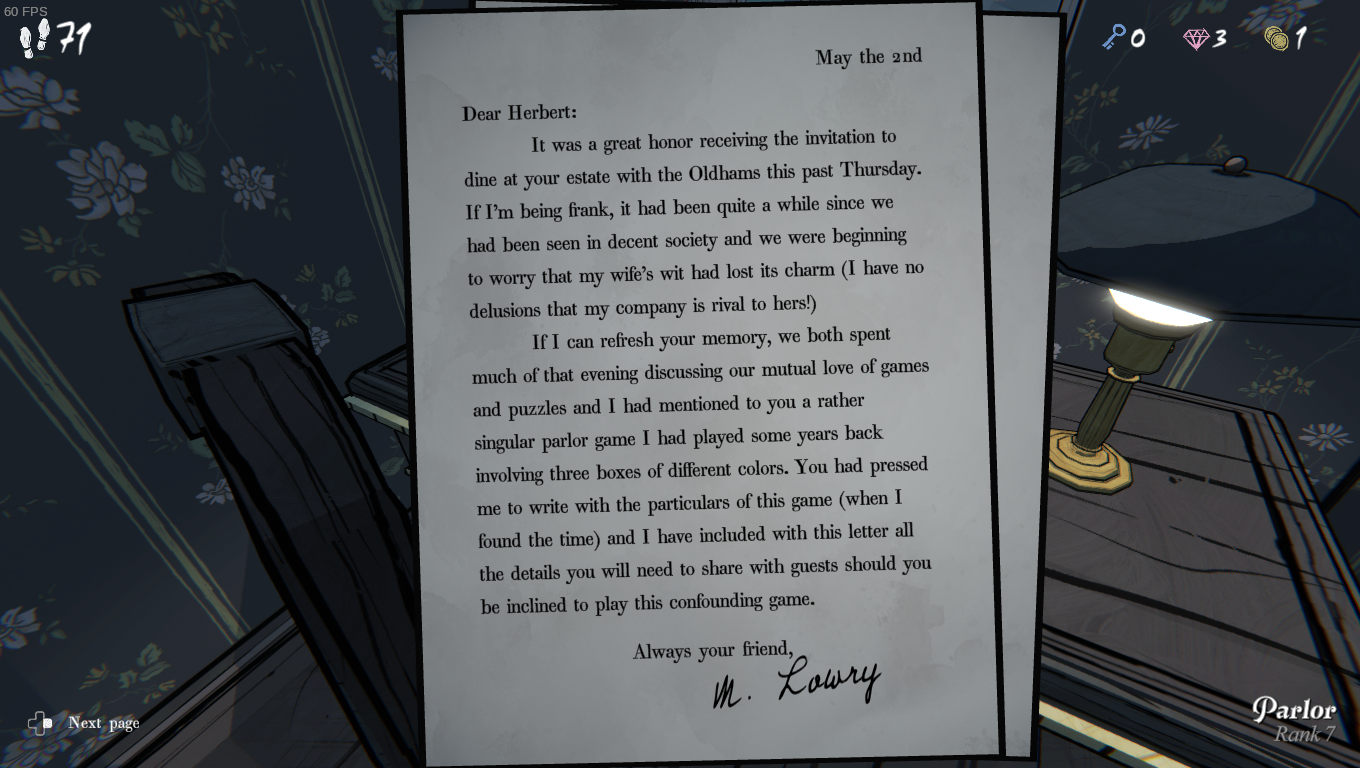 60 FPS
71
0
3
1
May the 2nd
Dear Herbert:
It was a great honor receiving the invitation to
dine at your estate with the Oldhams this past Thursday.
If I'm being frank, it had been quite a while since we
had been seen in decent society and we were beginning
to worry that my wife's wit had lost its charm (I have no
delusions that my company is rival to hers!)
If I can refresh your memory, we both spent
much of that evening discussing our mutual love of games
and puzzles and I had mentioned to you a rather
singular parlor game I had played some years back
involving three boxes of different colors. You had pressed
me to write with the particulars of this game (when I
found the time) and I have included with this letter all
the details you will need to share with guests should you
be inclined to play this confounding game.
Always your friend,
M. Lowry
Next page
Parlor
Rank 7